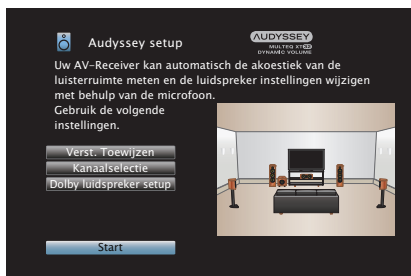 Audyssey setup
AUDYSSEY
MULTEQ XT32
DYNAMIC VOLUME
Uw AV-Receiver kan automatisch de akoestiek van de
luisterruimte meten en de luidspreker instellingen wijzigen
met behulp van de microfoon.
Gebruik de volgende
instellingen.
Verst. Toewijzen
Kanaalselectie
Dolby luidspreker setup
Start